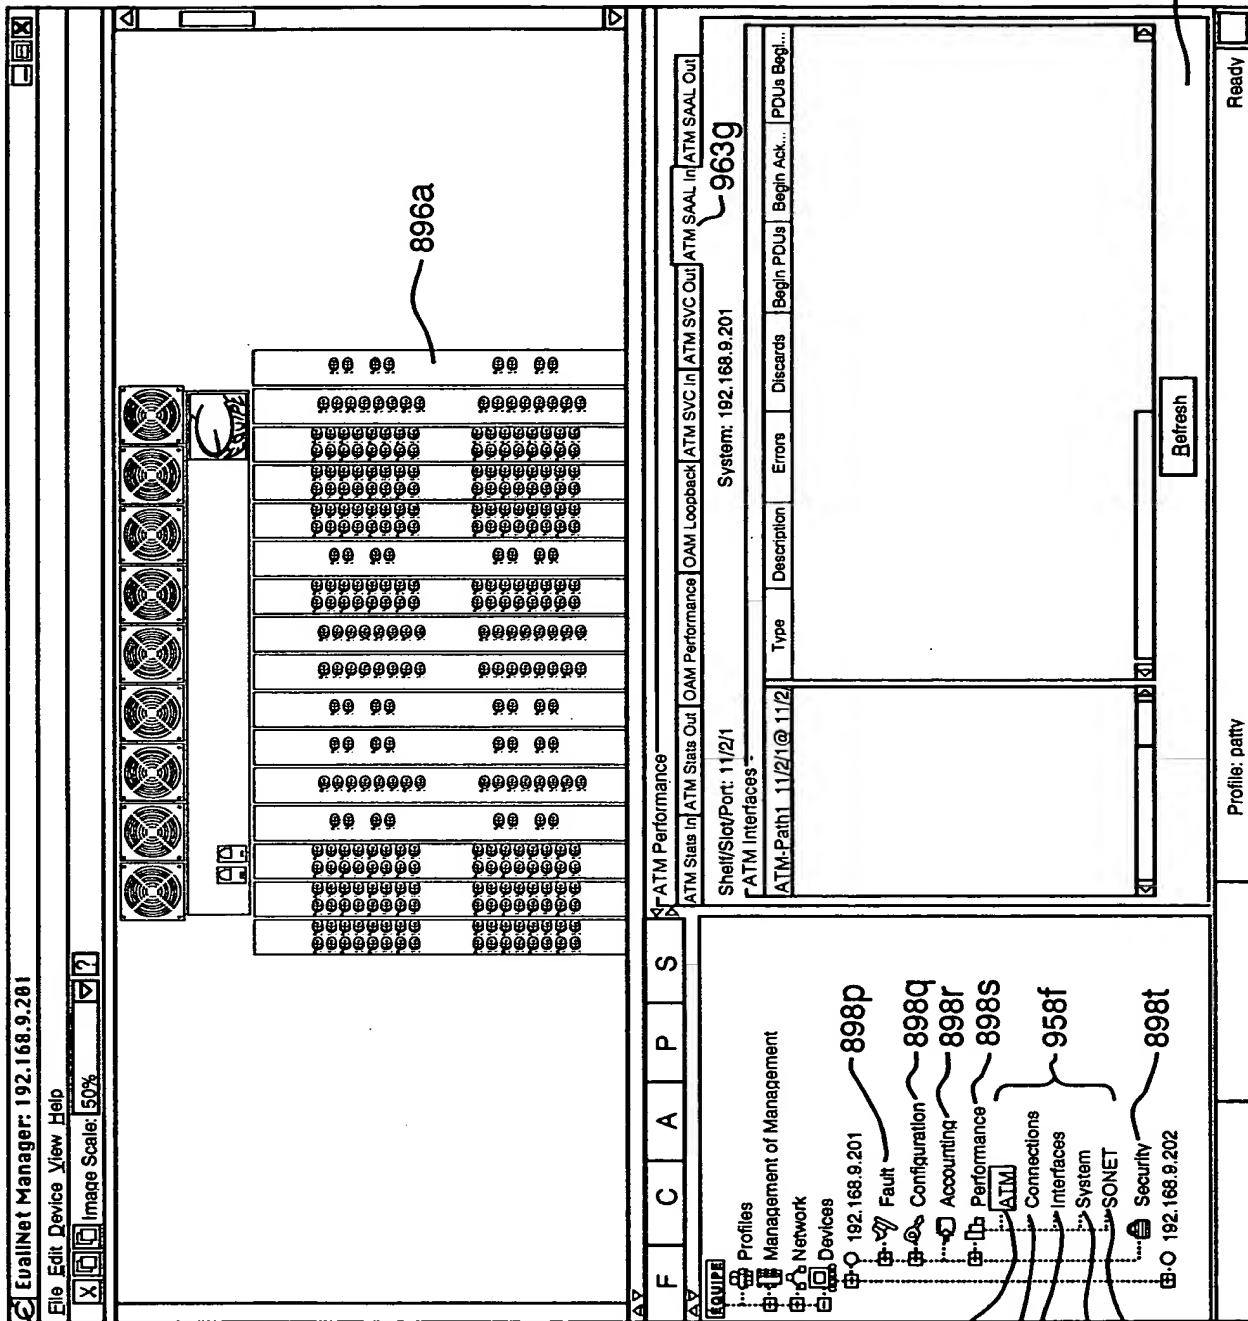 EualiNet Manager: 192.168.9.201
File Edit Device View Help
Image Scale: 50%
?
EQUIPE
896a
F C A P S
EQUIPE
Profiles
Management of Management
Network
Devices
192.168.9.201
898p
Fault
Configuration
898q
Accounting
898r
Performance
898s
ATM
Connections
Interfaces
System
SONET
958f
Security
898t
192.168.9.202
ATM Performance
ATM Stats In ATM Stats Out OAM Performance OAM Loopback ATM SVC In ATM SVC Out ATM SAAL In ATM SAAL Out
963g
Shelf/Slot/Port: 11/2/1 System: 192.168.9.201
ATM Interfaces
Type Description Errors Discards Begin PDUs Begin Ack... PDUs Begi...
ATM-Path1 11/2/1@ 11/2/
Refresh
Profile: patty
Ready